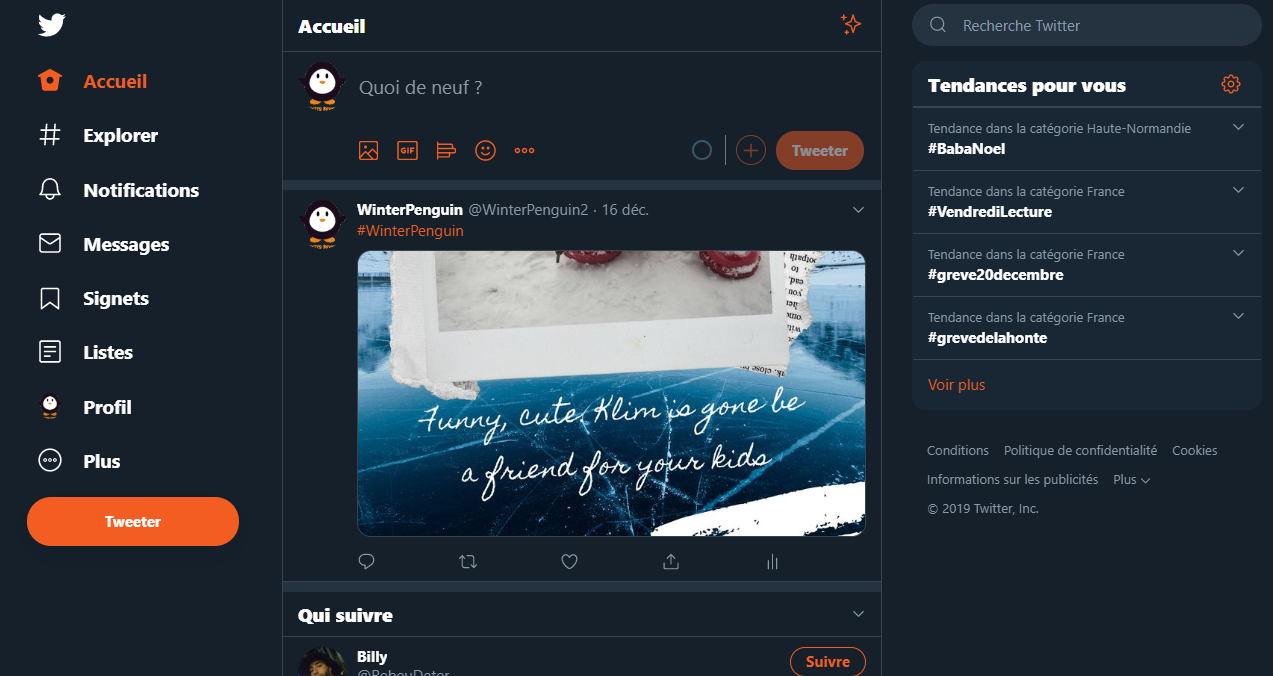 Accueil
Explorer
Notifications
Messages
Signets
Listes
Profil
Plus
Tweeter
Accueil
Quoi de neuf ?
GIF
Tweeter
WinterPenguin @WinterPenguin2 · 16 déc.
#WinterPenguin
Funny, cute. Klim is gone be
a friend for your kids
Qui suivre
Billy
@BebouDeter
Suivre
Recherche Twitter
Tendances pour vous
Tendance dans la catégorie Haute-Normandie
#BabaNoel
Tendance dans la catégorie France
#VendrediLecture
Tendance dans la catégorie France
#greve20decembre
Tendance dans la catégorie France
#grevedelahonte
Voir plus
Conditions Politique de confidentialité Cookies
Informations sur les publicités Plus
© 2019 Twitter, Inc.